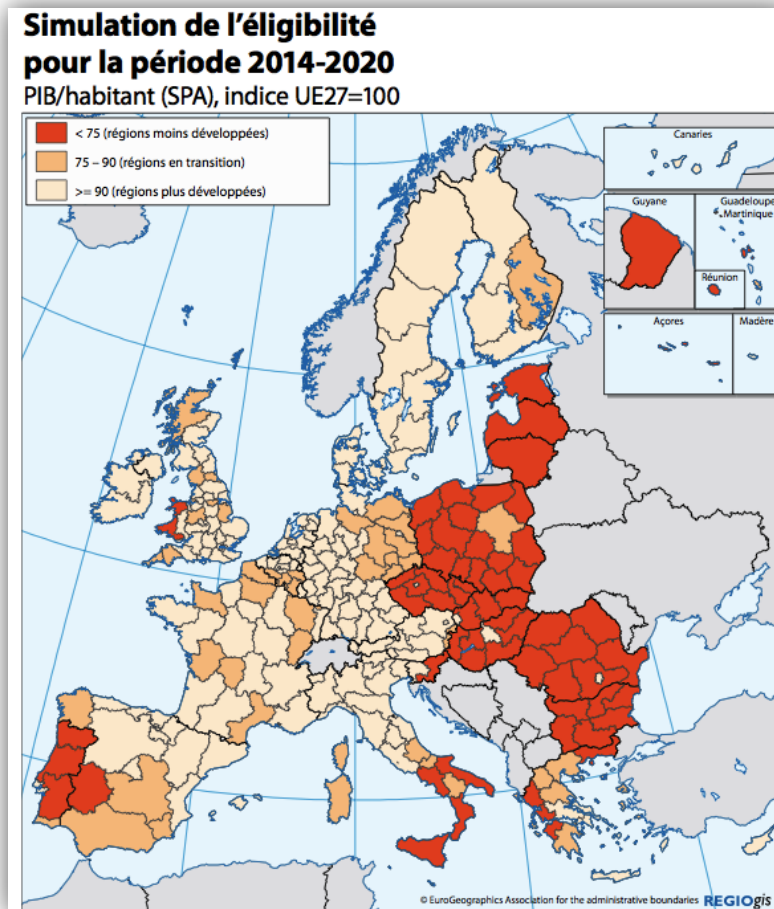 Simulation de l'éligibilité
pour la période 2014-2020
PIB/habitant (SPA), indice UE27=100
< 75 (régions moins développées)
75 – 90 (régions en transition)
>= 90 (régions plus développées)
Canaries
Guyane
Guadeloupe
Martinique
Réunion
Açores
Madère
© EuroGeographics Association for the administrative boundaries
REGIOgis